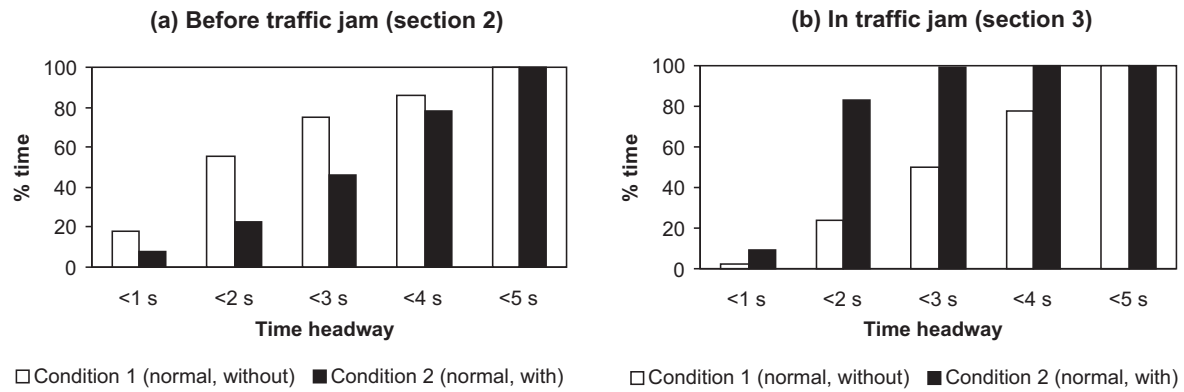 (a) Before traffic jam (section 2)
100
80
60
40
20
0
% time
<1 s <2 s <3 s <4 s <5 s
Time headway
Condition 1 (normal, without) Condition 2 (normal, with)
(b) In traffic jam (section 3)
100
80
60
40
20
0
% time
<1 s <2 s <3 s <4 s <5 s
Time headway
Condition 1 (normal, without) Condition 2 (normal, with)